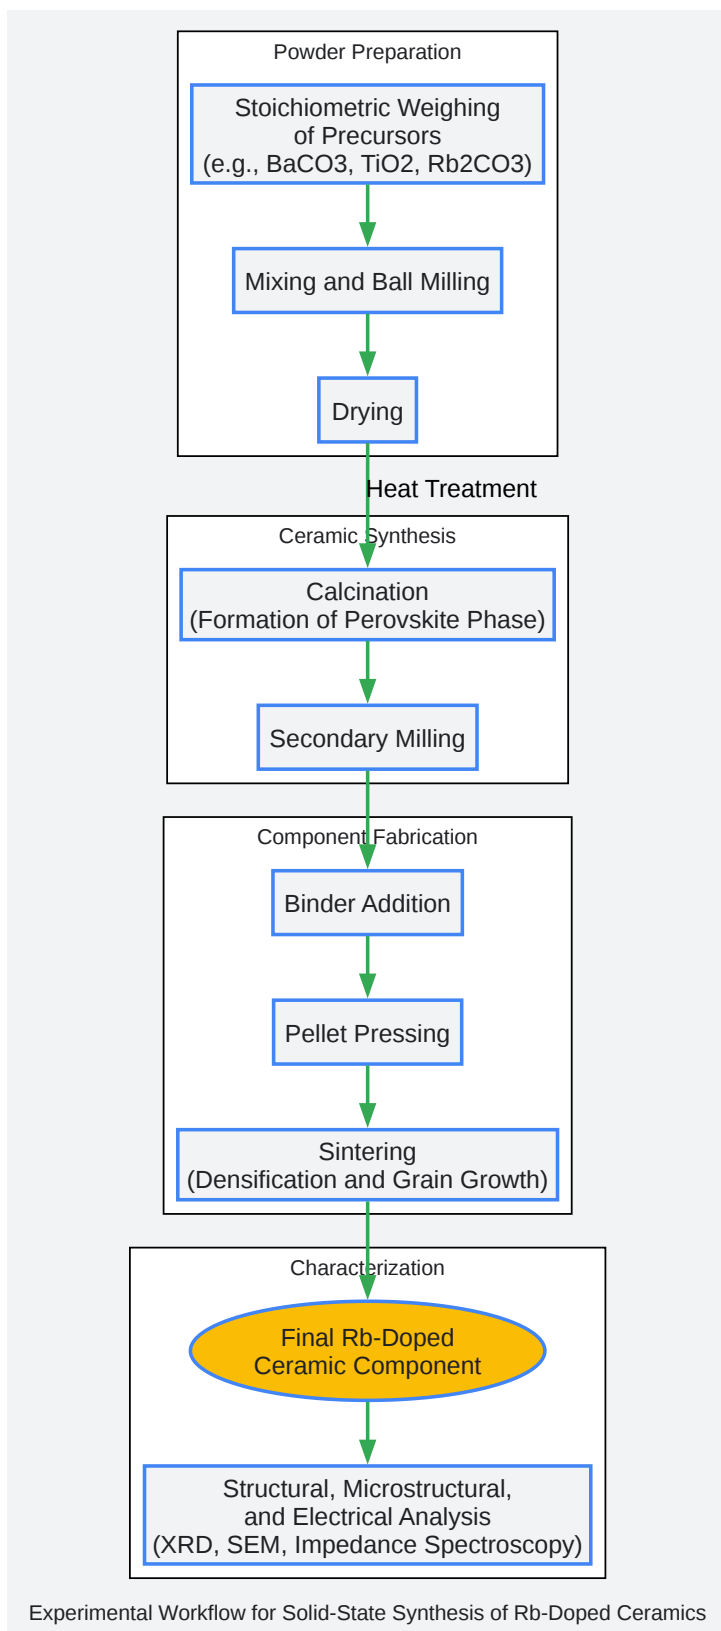 Powder Preparation
Stoichiometric Weighing
of Precursors
(e.g., BaCO3, TiO2, Rb2CO3)
Mixing and Ball Milling
Drying
Heat Treatment
Ceramic Synthesis
Calcination
(Formation of Perovskite Phase)
Secondary Milling
Component Fabrication
Binder Addition
Pellet Pressing
Sintering
(Densification and Grain Growth)
Characterization
Final Rb-Doped
Ceramic Component
Structural, Microstructural,
and Electrical Analysis
(XRD, SEM, Impedance Spectroscopy)
Experimental Workflow for Solid-State Synthesis of Rb-Doped Ceramics